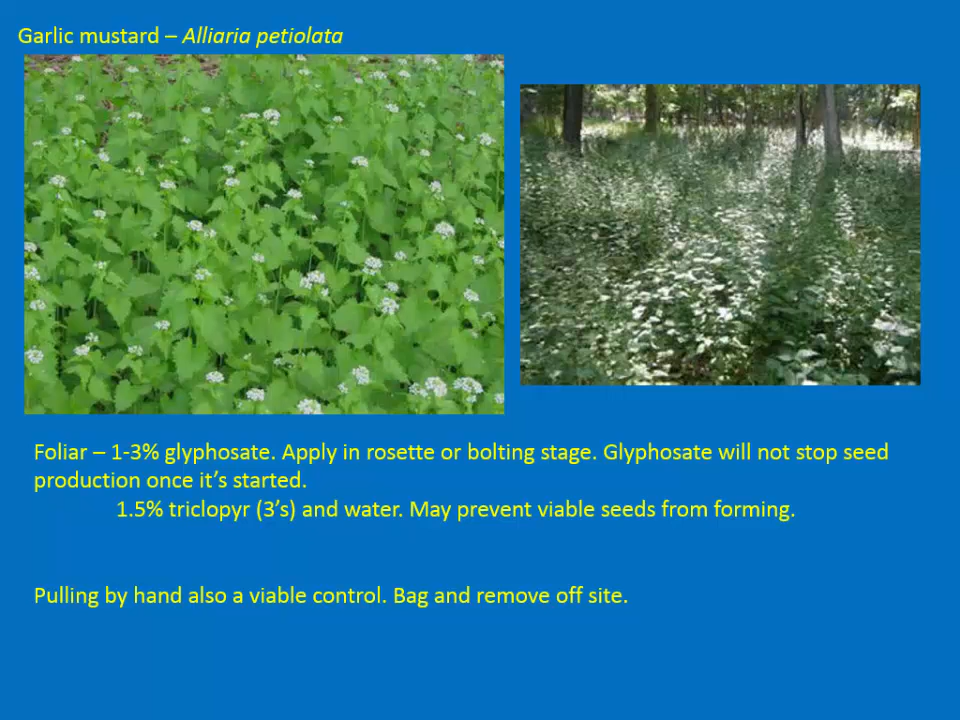 Garlic mustard – Alliaria petiolata
Foliar – 1-3% glyphosate. Apply in rosette or bolting stage. Glyphosate will not stop seed
production once it’s started.
1.5% triclopyr (3’s) and water. May prevent viable seeds from forming.
Pulling by hand also a viable control. Bag and remove off site.